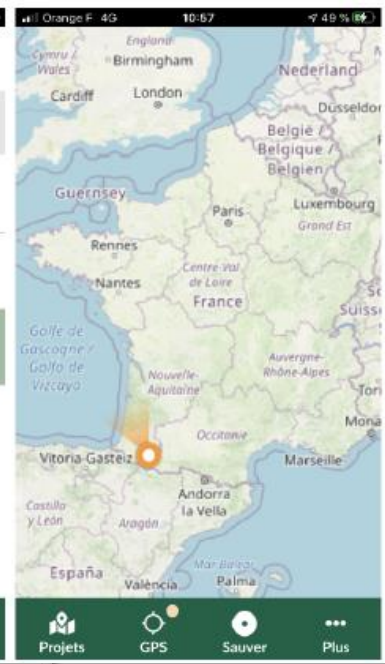 Orange F 4G 10:57 49 %
England
Cymru /
Wales
Birmingham
Nederland
Cardiff
London
Düsseldor
België /
Belgique /
Belgien
Guernsey
Luxembourg
Paris
Grand Est
Rennes
Centre-Val
de Loire
Nantes
France
Suiss
Golfe de
Gascogne /
Golfo de
Vizcaya
Auvergne-
Rhône-Alpes
Nouvelle-
Aquitaine
Tor
Mona
Occitanie
Vitoria-Gasteiz
Marseille
Andorra
la Vella
Castilla
y León
Aragón
Mar Balear
España
València
Palma
Projets GPS Sauver Plus